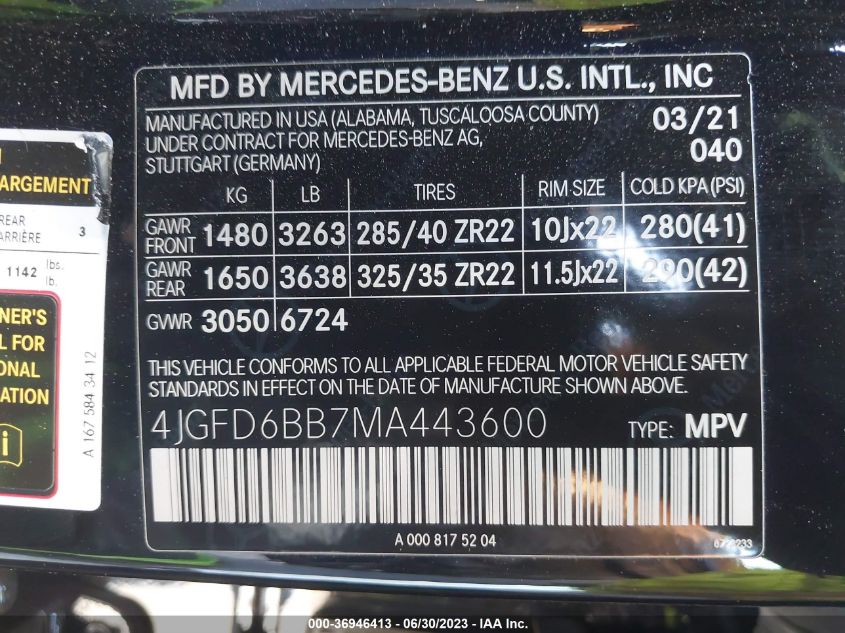 MFD BY MERCEDES-BENZ U.S. INTL., INC
MANUFACTURED IN USA (ALABAMA, TUSCALOOSA COUNTY) 03/21
UNDER CONTRACT FOR MERCEDES-BENZ AG, 040
STUTTGART (GERMANY)
KG LB TIRES RIM SIZE COLD KPA(PSI)
GAWR FRONT 1480 3263 285/40 ZR22 10Jx22 280(41)
GAWR REAR 1650 3638 325/35 ZR22 11.5Jx22 290(42)
GVWR 3050 6724
THIS VEHICLE CONFORMS TO ALL APPLICABLE FEDERAL MOTOR VEHICLE SAFETY
STANDARDS IN EFFECT ON THE DATE OF MANUFACTURE SHOWN ABOVE.
4JGFD6BB7MA443600 TYPE: MPV
A 000 817 52 04
ARGEMENT
REAR
ARRIÈRE 3
1142 lbs.
lb.
NER'S
L FOR
ONAL
ATION
i
A 167 584 34 12
000-36946413 - 06/30/2023 - IAA Inc.